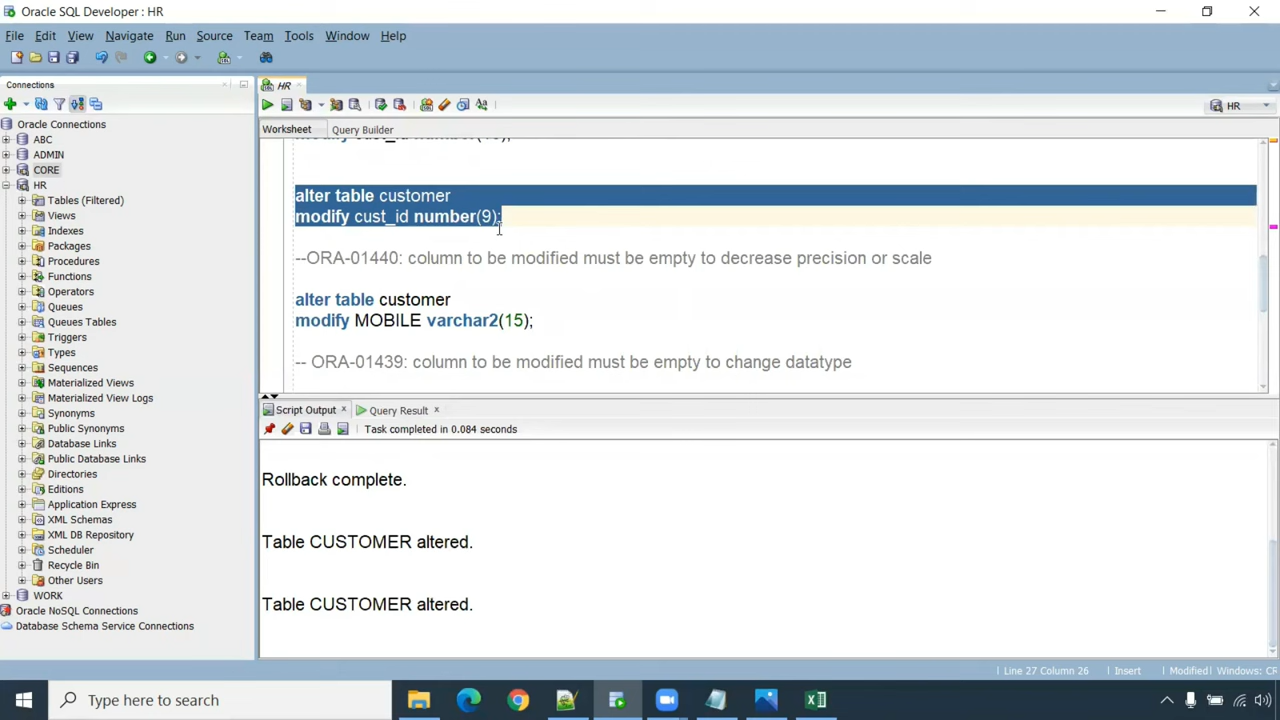 Oracle SQL Developer : HR
File Edit View Navigate Run Source Team Tools Window Help
Connections
Oracle Connections
ABC
ADMIN
CORE
HR
Tables (Filtered)
Views
Indexes
Packages
Procedures
Functions
Operators
Queues
Queues Tables
Triggers
Types
Sequences
Materialized Views
Materialized View Logs
Synonyms
Public Synonyms
Database Links
Public Database Links
Directories
Editions
Application Express
XML Schemas
XML DB Repository
Scheduler
Recycle Bin
Other Users
WORK
Oracle NoSQL Connections
Database Schema Service Connections
HR
HR
Worksheet Query Builder
alter table customer
modify cust_id number(9);
--ORA-01440: column to be modified must be empty to decrease precision or scale
alter table customer
modify MOBILE varchar2(15);
-- ORA-01439: column to be modified must be empty to change datatype
Script Output Query Result
Task completed in 0.084 seconds
Rollback complete.
Table CUSTOMER altered.
Table CUSTOMER altered.
Line 27 Column 26 Insert Modified Windows: CR
Type here to search